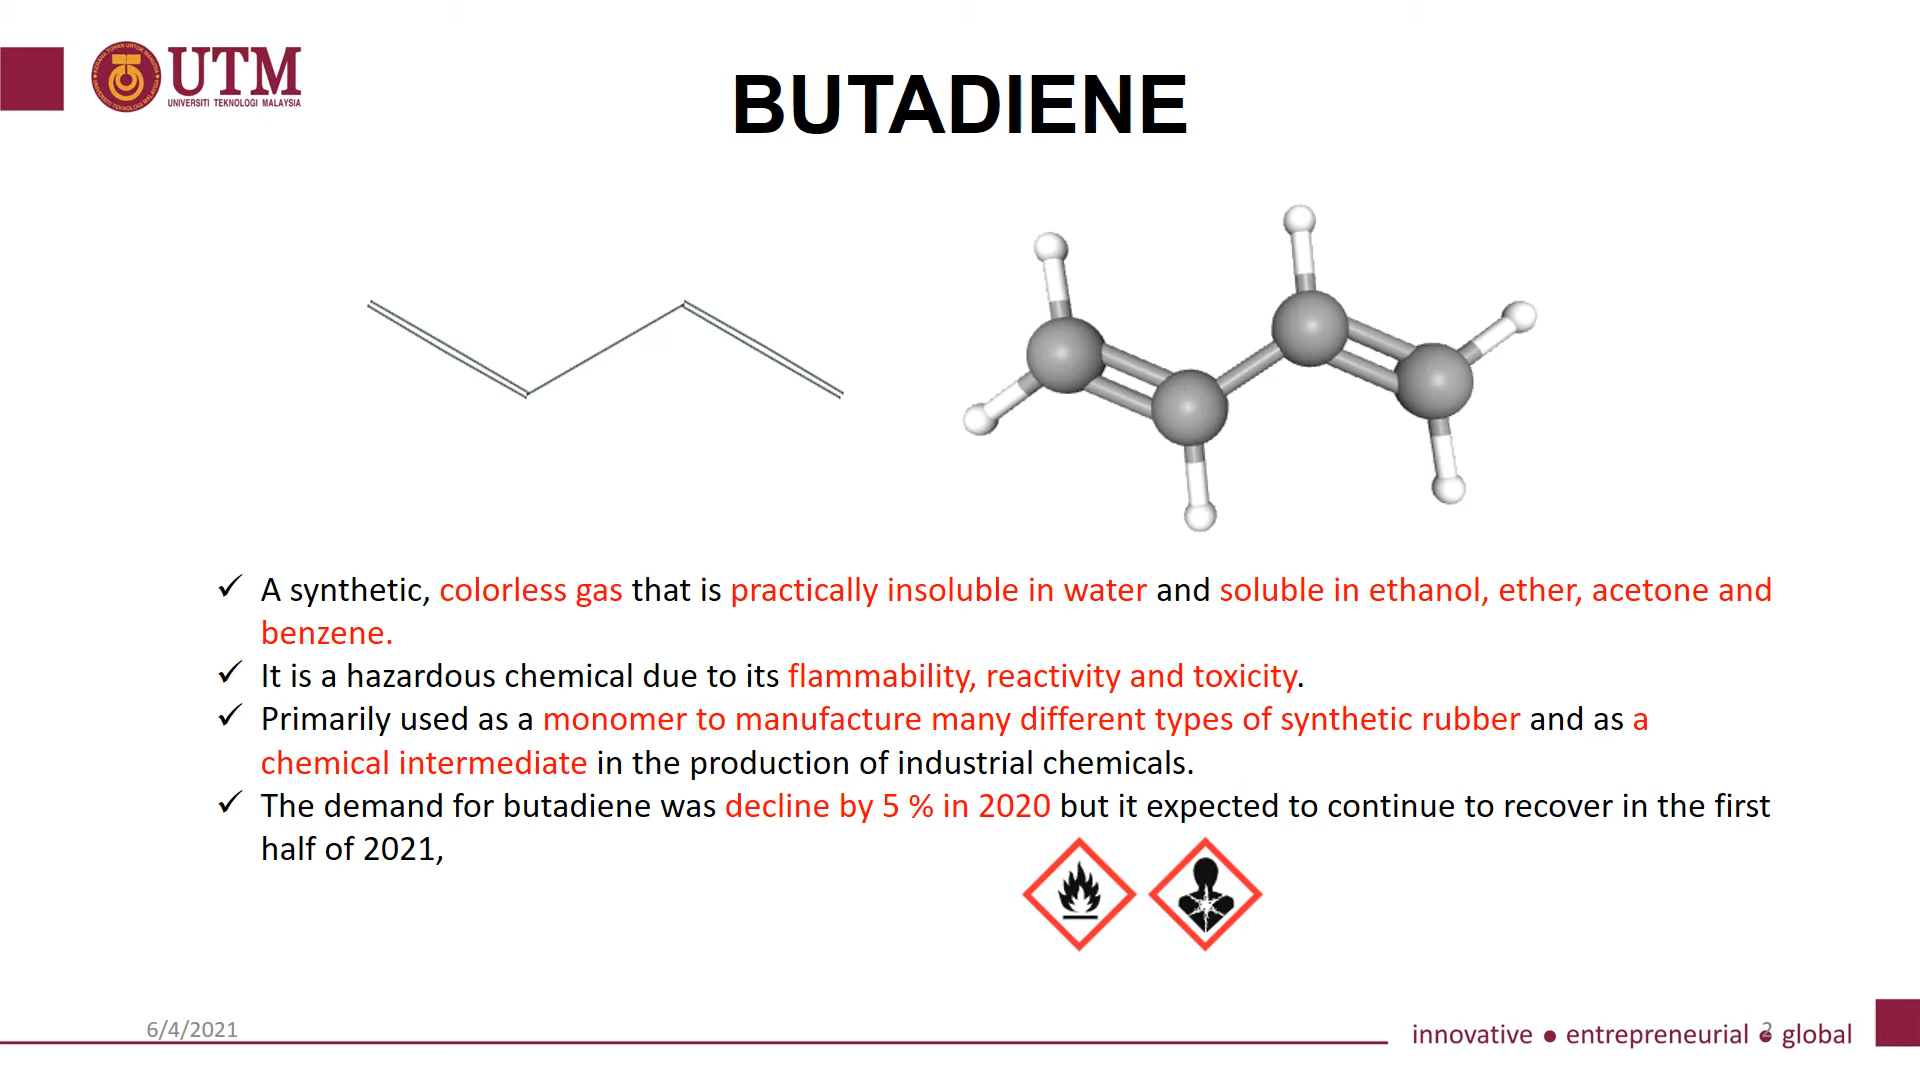 UTM
UNIVERSITI TEKNOLOGI MALAYSIA
BUTADIENE
✓ A synthetic, colorless gas that is practically insoluble in water and soluble in ethanol, ether, acetone and
benzene.
✓ It is a hazardous chemical due to its flammability, reactivity and toxicity.
✓ Primarily used as a monomer to manufacture many different types of synthetic rubber and as a
chemical intermediate in the production of industrial chemicals.
✓ The demand for butadiene was decline by 5 % in 2020 but it expected to continue to recover in the first
half of 2021,
6/4/2021
innovative ● entrepreneurial ● global
2